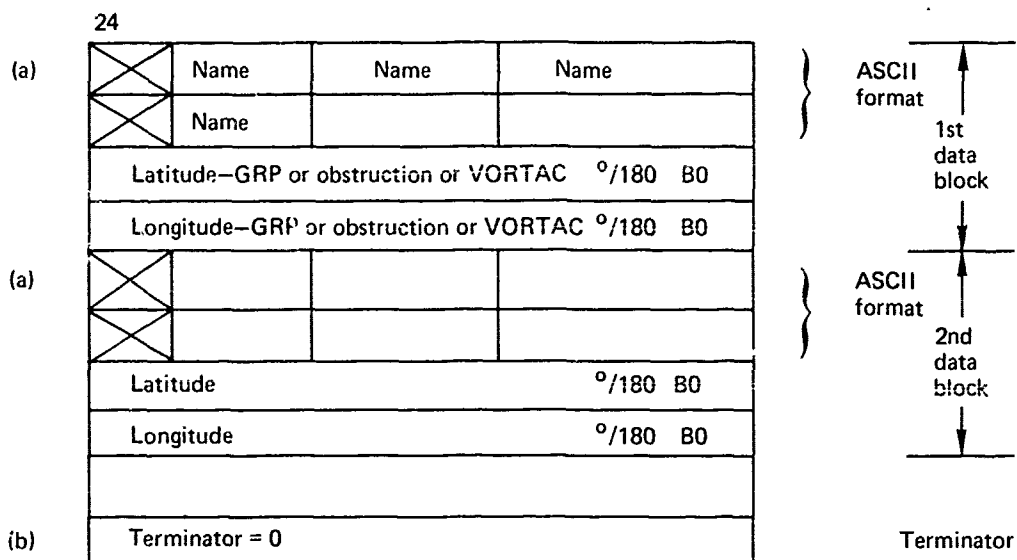 24
(a) Name Name Name ASCII
format
Name
1st
data
block
Latitude–GRP or obstruction or VORTAC º/180 B0
Longitude–GRP or obstruction or VORTAC º/180 B0
(a) ASCII
format
2nd
data
block
Latitude º/180 B0
Longitude º/180 B0
(b) Terminator = 0 Terminator